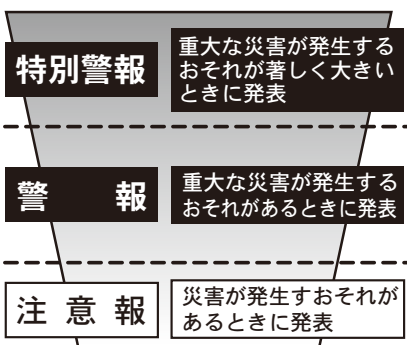 特別警報
重大な災害が発生する
おそれが著しく大きい
ときに発表
警報
重大な災害が発生する
おそれがあるときに発表
注意報
災害が発生すおそれが
あるときに発表